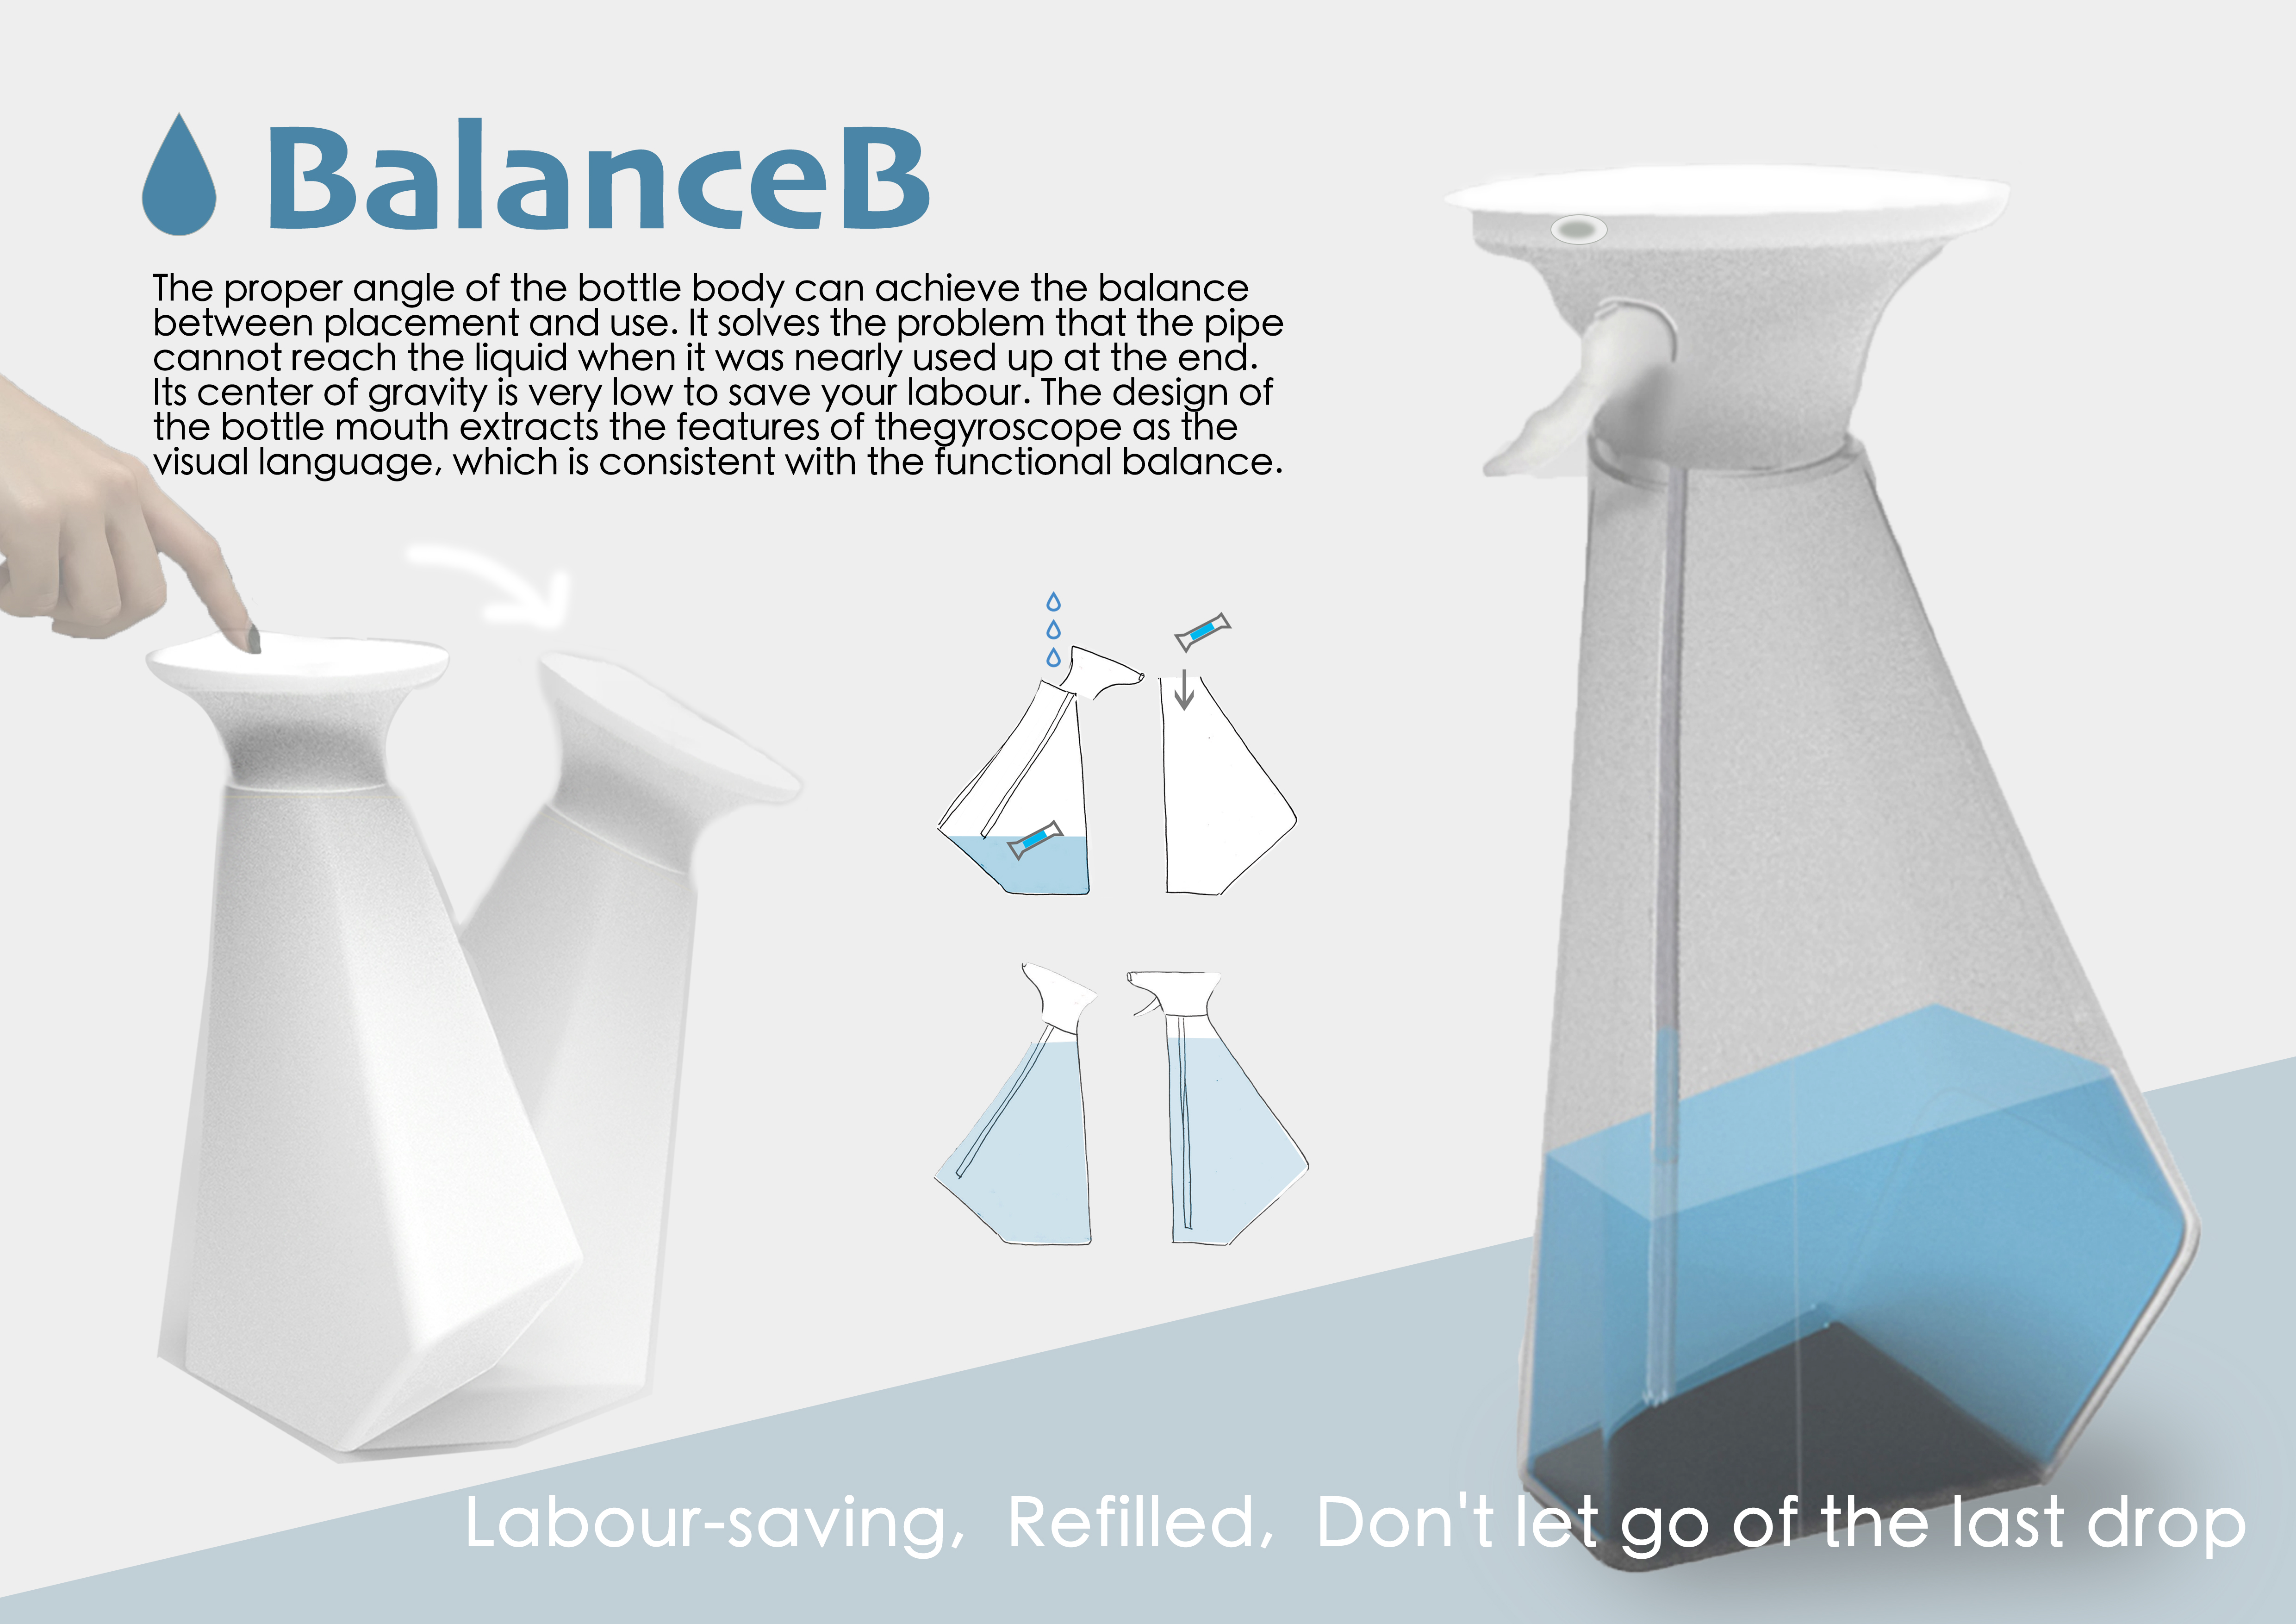 BalanceB
The proper angle of the bottle body can achieve the balance
between placement and use. It solves the problem that the pipe
cannot reach the liquid when it was nearly used up at the end.
Its center of gravity is very low to save your labour. The design of
the bottle mouth extracts the features of thegyroscope as the
visual language, which is consistent with the functional balance.
Labour-saving, Refilled, Don't let go of the last drop